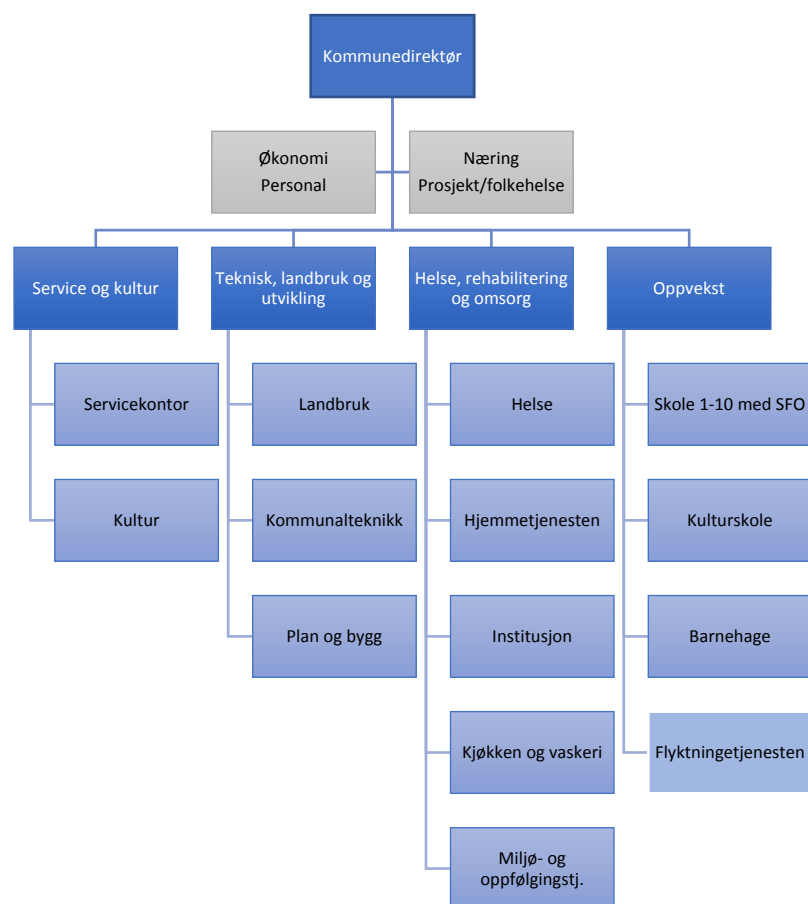 Kommunedirektør
Økonomi
Personal
Næring
Prosjekt/folkehelse
Service og kultur
Teknisk, landbruk og
utvikling
Helse, rehabilitering
og omsorg
Oppvekst
Servicekontor
Kultur
Landbruk
Kommunalteknikk
Plan og bygg
Helse
Hjemmetjenesten
Institusjon
Kjøkken og vaskeri
Miljø- og
oppfølgingstj.
Skole 1-10 med SFO
Kulturskole
Barnehage
Flyktningetjenesten